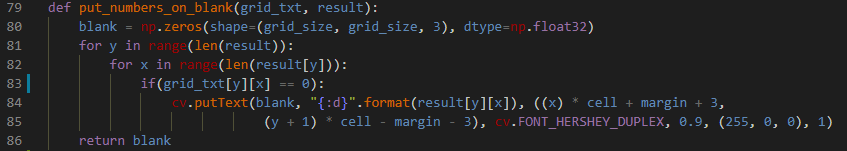 79 def put_numbers_on_blank(grid_txt, result):
80 blank = np.zeros(shape=(grid_size, grid_size, 3), dtype=np.float32)
81 for y in range(len(result)):
82 for x in range(len(result[y])):
83 if(grid_txt[y][x] == 0):
84 cv.putText(blank, "{:d}".format(result[y][x]), ((x) * cell + margin + 3,
85 (y + 1) * cell - margin - 3), cv.FONT_HERSHEY_DUPLEX, 0.9, (255, 0, 0), 1)
86 return blank